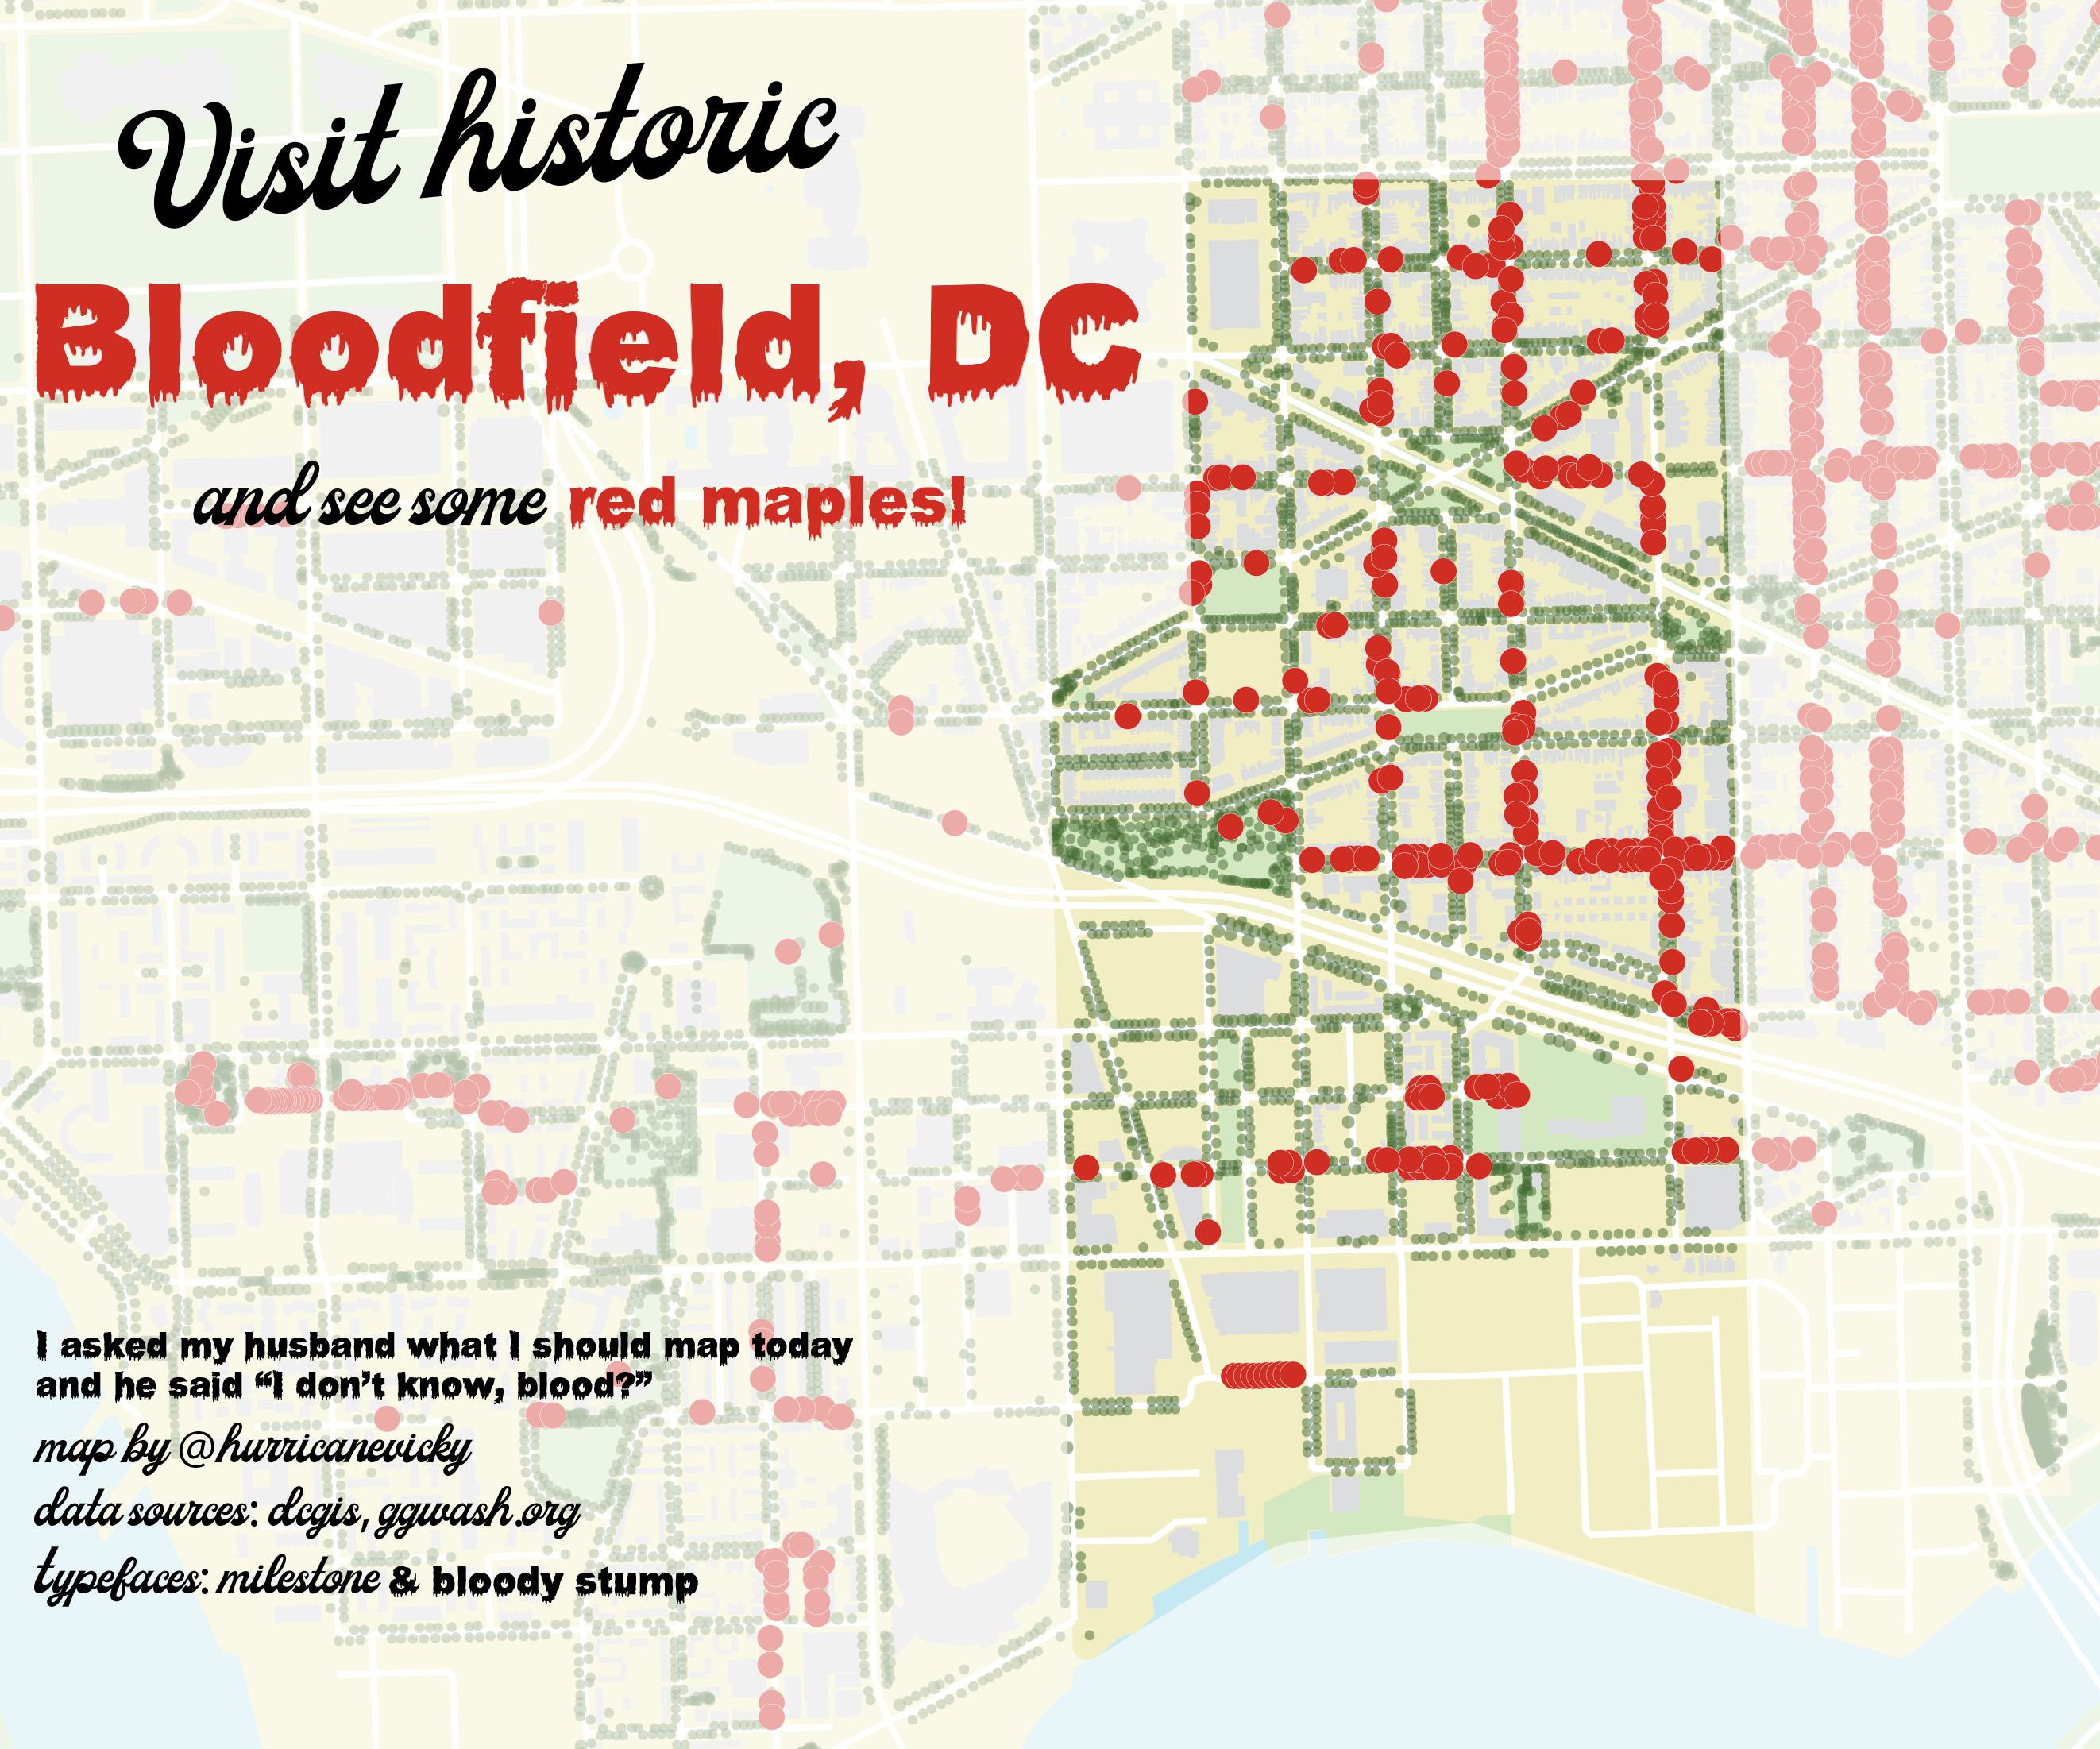 Visit historic
Bloodfield, DC
and see some red maples!
I asked my husband what I should map today
and he said “I don’t know, blood?”
map by @hurricanevicky
data sources: dcgis, ggwash.org
typefaces: milestone & bloody stump